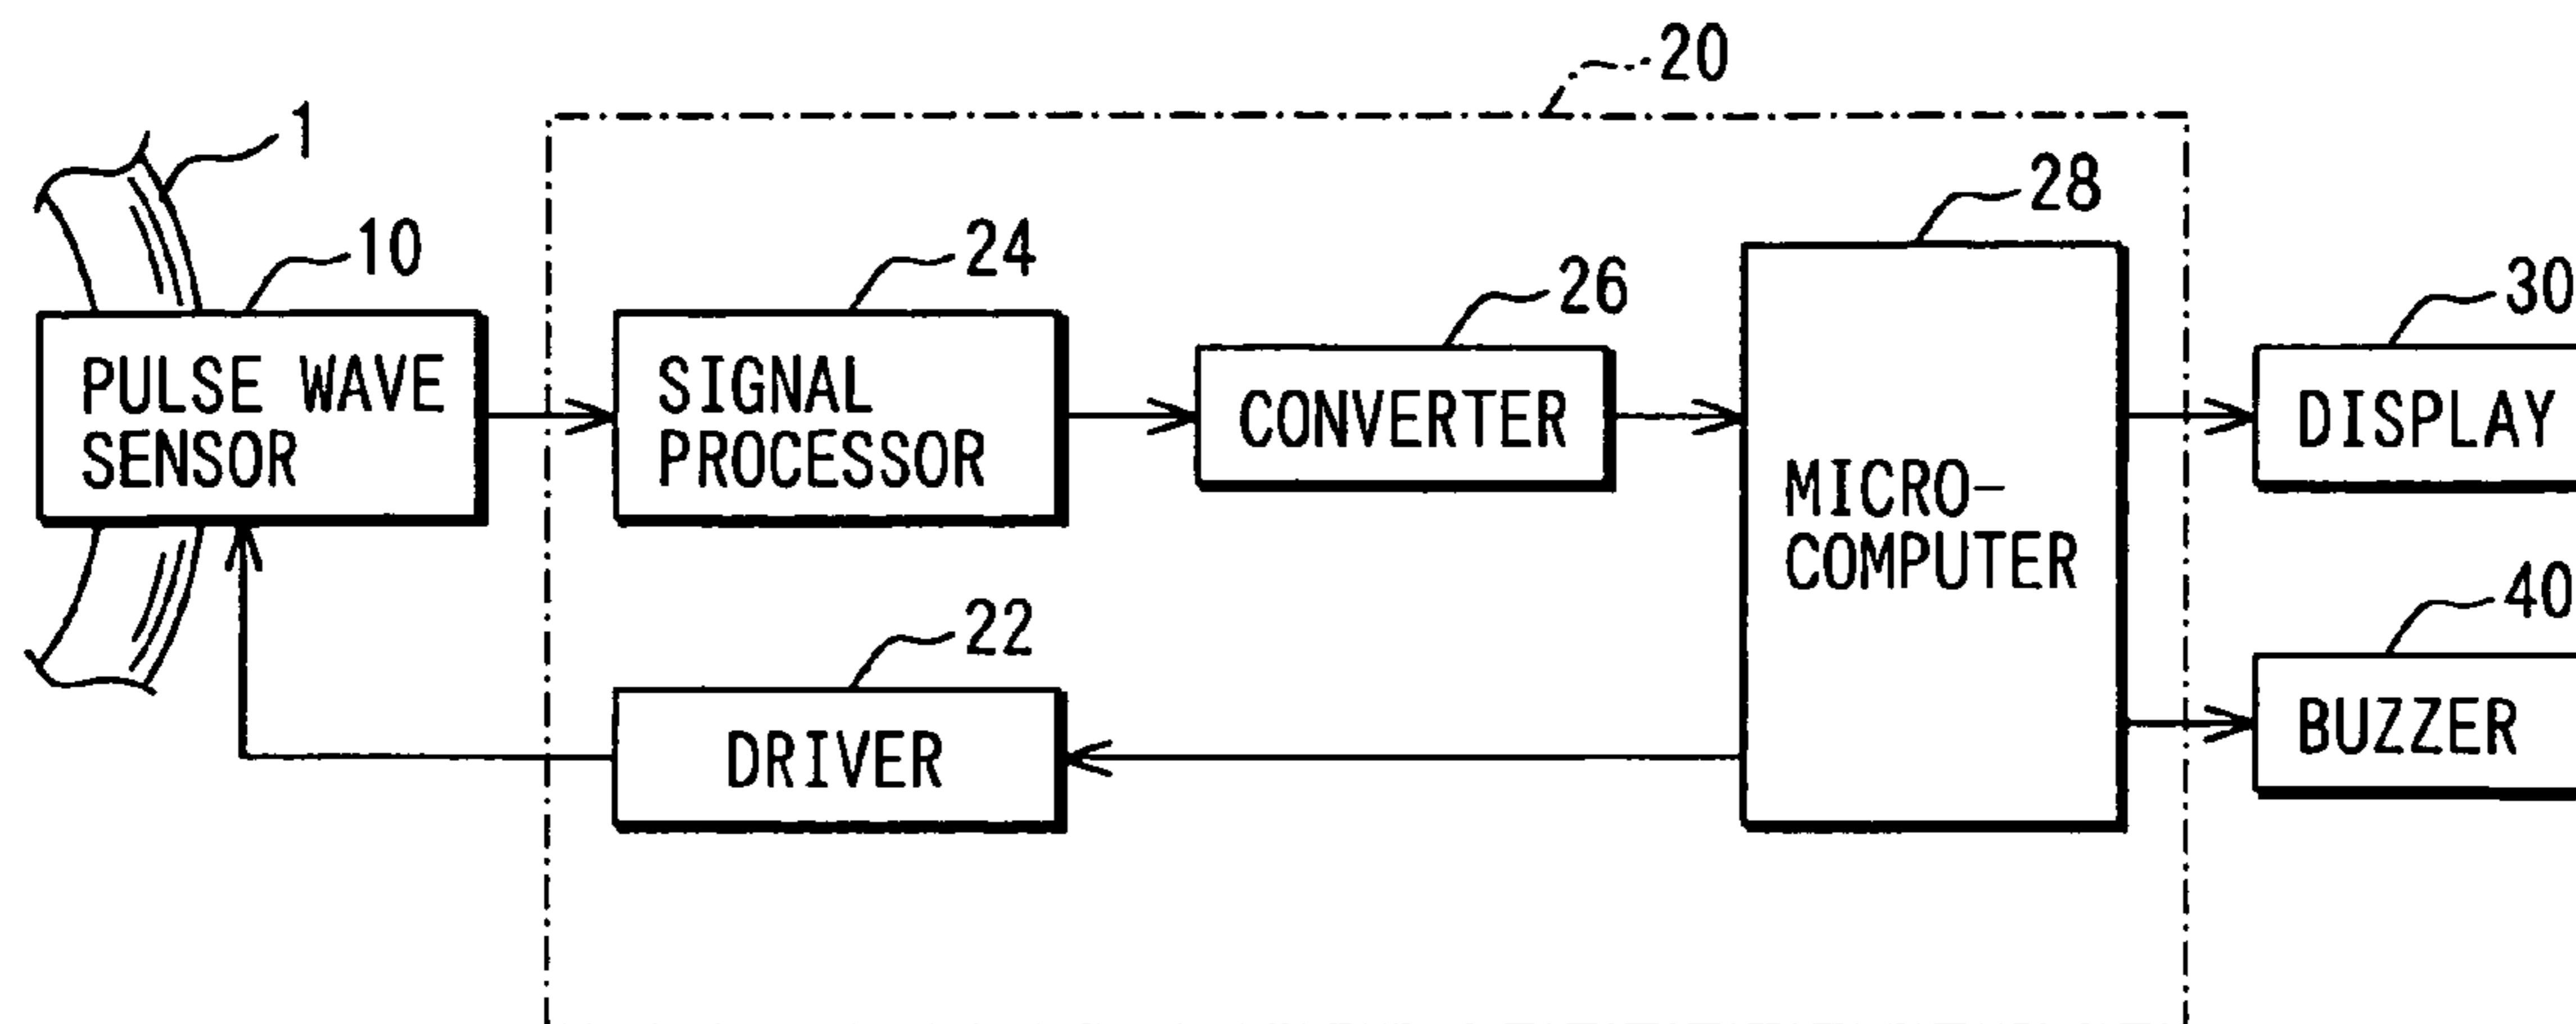 20
1
28
10
24
26
30
PULSE WAVE
SENSOR
SIGNAL
PROCESSOR
CONVERTER
MICRO-
COMPUTER
DISPLAY
22
40
DRIVER
BUZZER